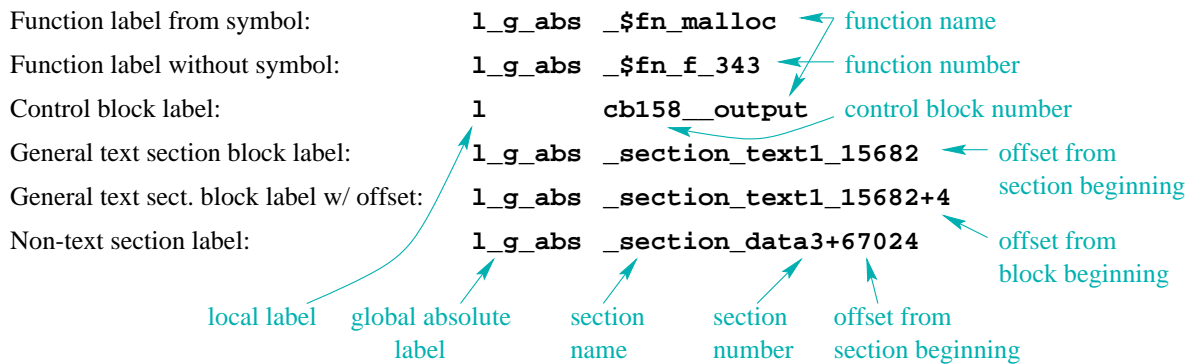 Function label from symbol: l_g_abs _$fn_malloc function name
Function label without symbol: l_g_abs _$fn_f_343 function number
Control block label: l cb158__output control block number
General text section block label: l_g_abs _section_text1_15682 offset from
section beginning
General text sect. block label w/ offset: l_g_abs _section_text1_15682+4
Non-text section label: l_g_abs _section_data3+67024 offset from
block beginning
local label global absolute section section offset from
label name number section beginning